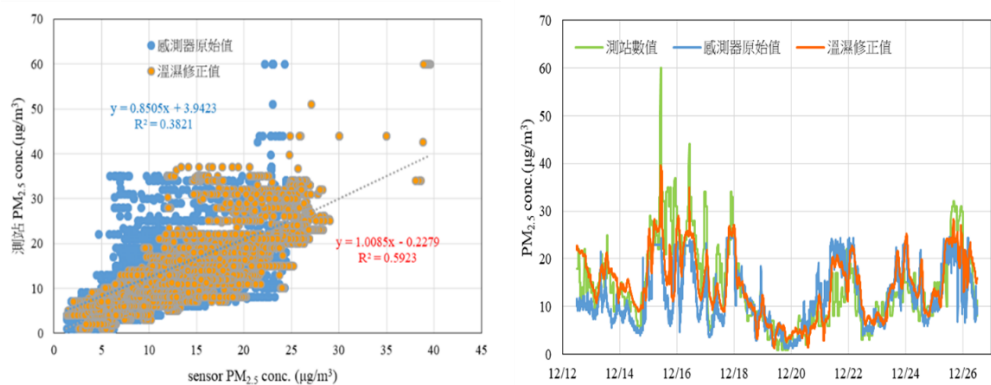 70
60
50
40
30
20
10
0
測站 PM2.5 conc.(μg/m³)
感測器原始值
溫濕修正值
y = 0.8505x + 3.9423
R² = 0.3821
y = 1.0085x - 0.2279
R² = 0.5923
0 5 10 15 20 25 30 35 40 45
sensor PM2.5 conc. (μg/m³)
70
60
50
40
30
20
10
0
PM2.5 conc.(μg/m³)
測站數值 感測器原始值 溫濕修正值
12/12 12/14 12/16 12/18 12/20 12/22 12/24 12/26